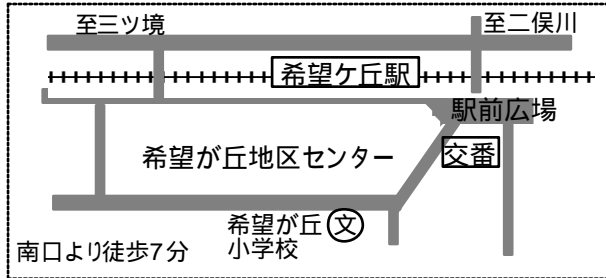 至三ツ境
至二俣川
希望ケ丘駅
駅前広場
希望が丘地区センター
交番
希望が丘
小学校
文
南口より徒歩7分